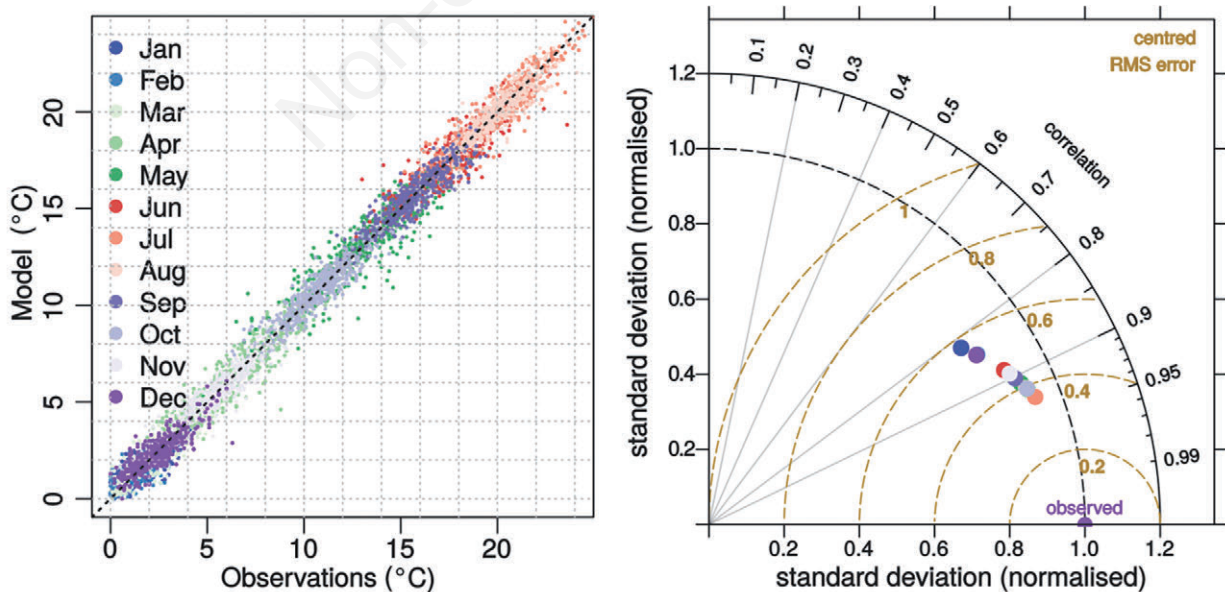 Non-
Jan
Feb
Mar
Apr
May
Jun
Jul
Aug
Sep
Oct
Nov
Dec
Model (°C)
0
5
10
15
20
0
5
10
15
20
Observations (°C)
centred
RMS error
correlation
0.1
0.2
0.3
0.4
0.5
0.6
0.7
0.8
0.9
0.95
0.99
standard deviation (normalised)
1.2
1.0
0.8
0.6
0.4
0.2
1
0.8
0.6
0.4
0.2
observed
0.2
0.4
0.6
0.8
1.0
1.2
standard deviation (normalised)